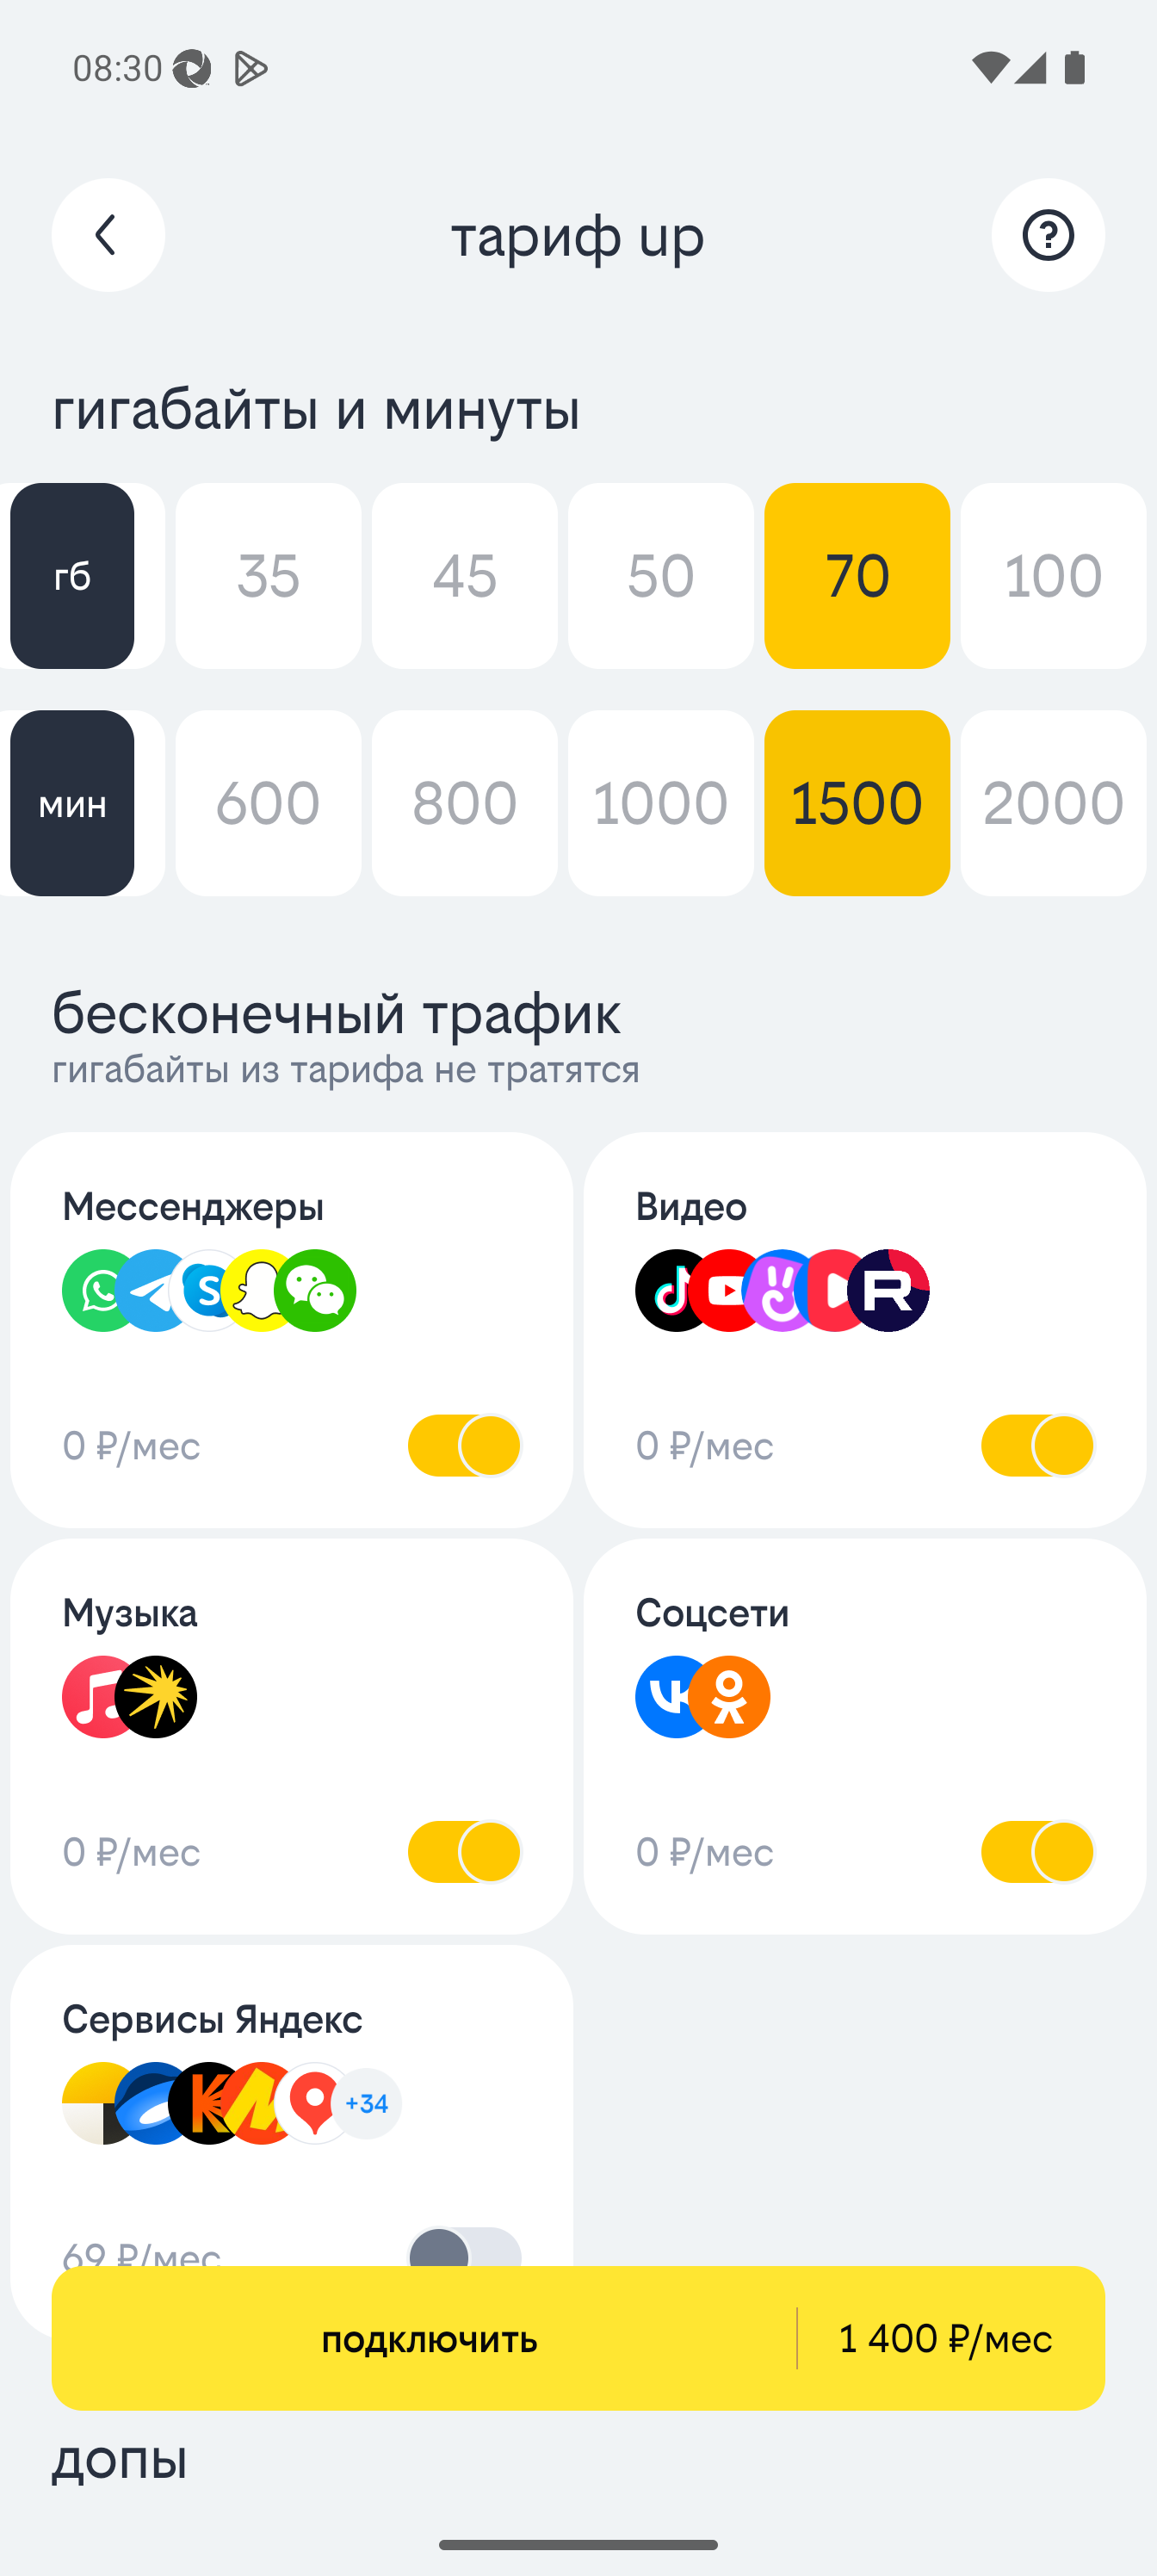 08:30
тариф up
гигабайты и минуты
гб 35 45 50 70 100
мин 600 800 1000 1500 2000
бесконечный трафик
гигабайты из тарифа не тратятся
Мессенджеры
0 ₽/мес
Видео
0 ₽/мес
Музыка
0 ₽/мес
Соцсети
0 ₽/мес
Сервисы Яндекс
+34
69 ₽/мес
подключить 1 400 ₽/мес
допы